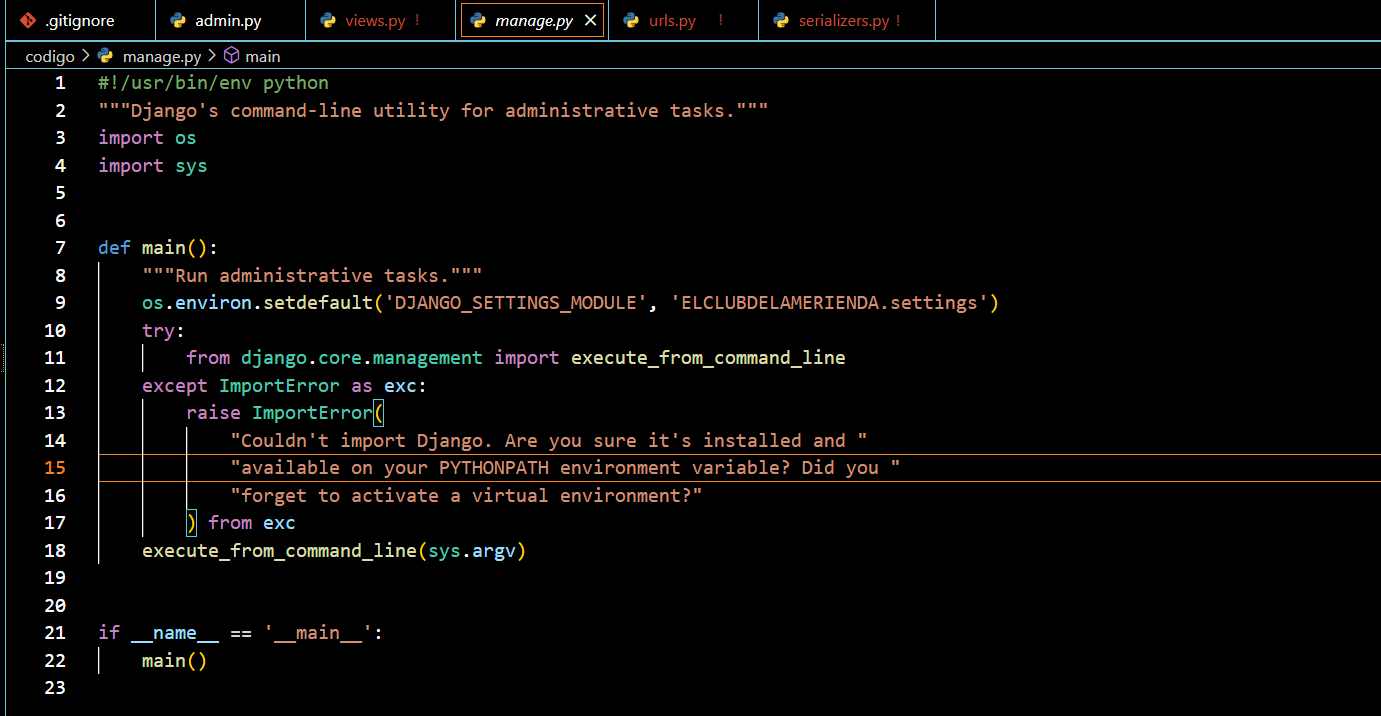 .gitignore admin.py views.py ! manage.py urls.py ! serializers.py !
codigo > manage.py > main
1 #!/usr/bin/env python
2 """Django's command-line utility for administrative tasks."""
3 import os
4 import sys
5
6
7 def main():
8     """Run administrative tasks."""
9     os.environ.setdefault('DJANGO_SETTINGS_MODULE', 'ELCLUBDELAMERIENDA.settings')
10     try:
11         from django.core.management import execute_from_command_line
12     except ImportError as exc:
13         raise ImportError(
14             "Couldn't import Django. Are you sure it's installed and "
15             "available on your PYTHONPATH environment variable? Did you "
16             "forget to activate a virtual environment?"
17         ) from exc
18     execute_from_command_line(sys.argv)
19
20
21 if __name__ == '__main__':
22     main()
23